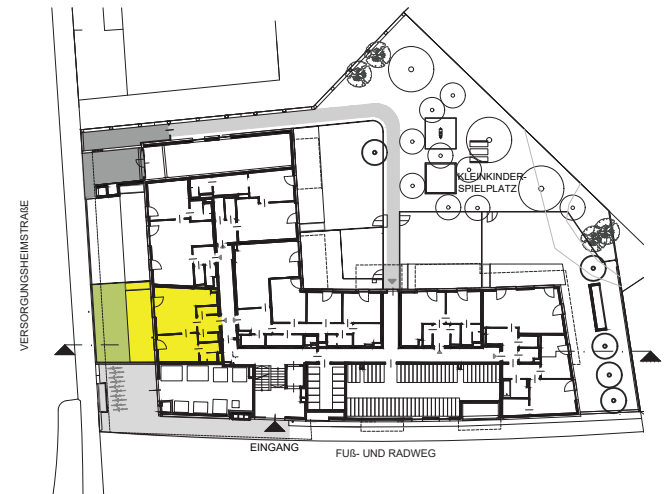 VERSORGUNGSHEIMSTRAßE
KLEINKINDER-
SPIELPLATZ
EINGANG
FUß- UND RADWEG